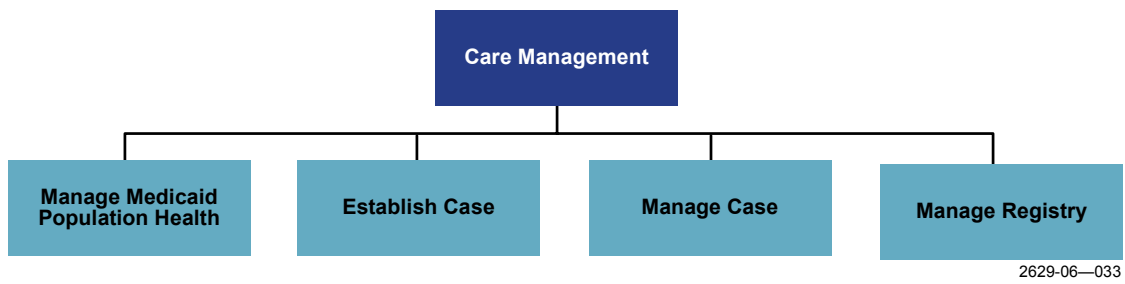 Care Management
Manage Medicaid
Population Health
Establish Case
Manage Case
Manage Registry
2629-06—033